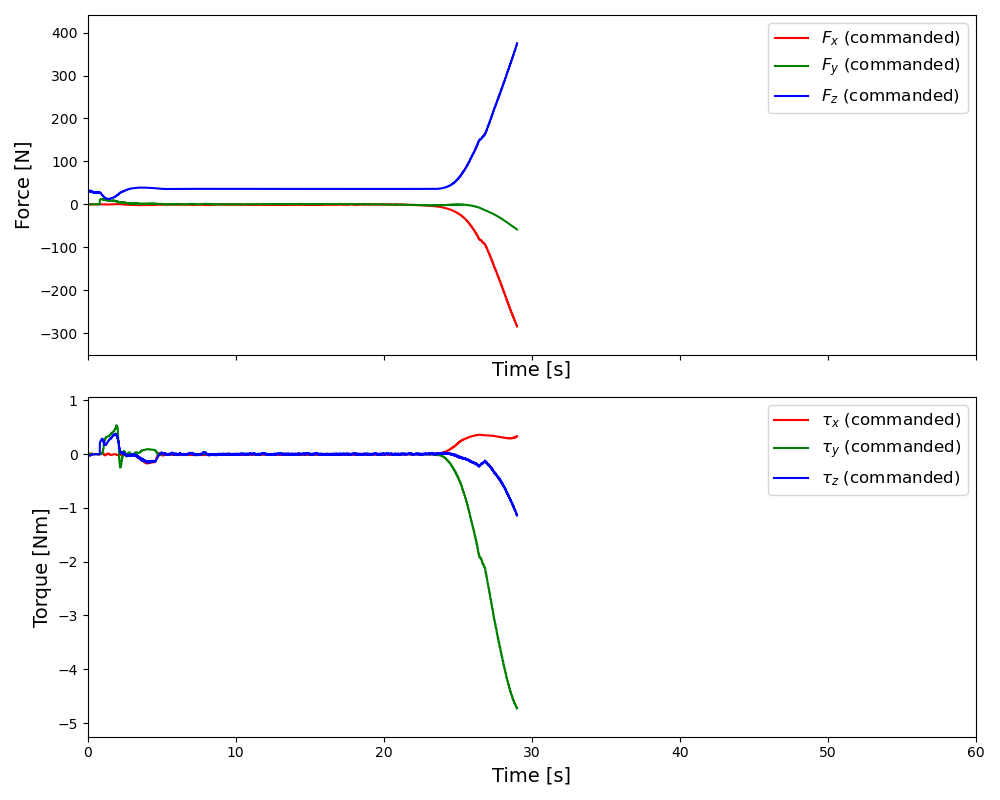 400
300
200
100
0
−100
−200
−300
Force [N]
F_x (commanded)
F_y (commanded)
F_z (commanded)
Time [s]
1
0
−1
−2
−3
−4
−5
Torque [Nm]
τ_x (commanded)
τ_y (commanded)
τ_z (commanded)
0 10 20 30 40 50 60
Time [s]